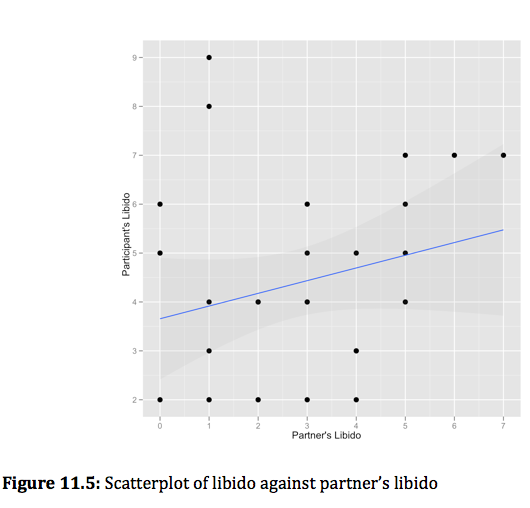 9
8
7
6
5
4
3
2
Participant's Libido
0 1 2 3 4 5 6 7
Partner's Libido
Figure 11.5: Scatterplot of libido against partner’s libido